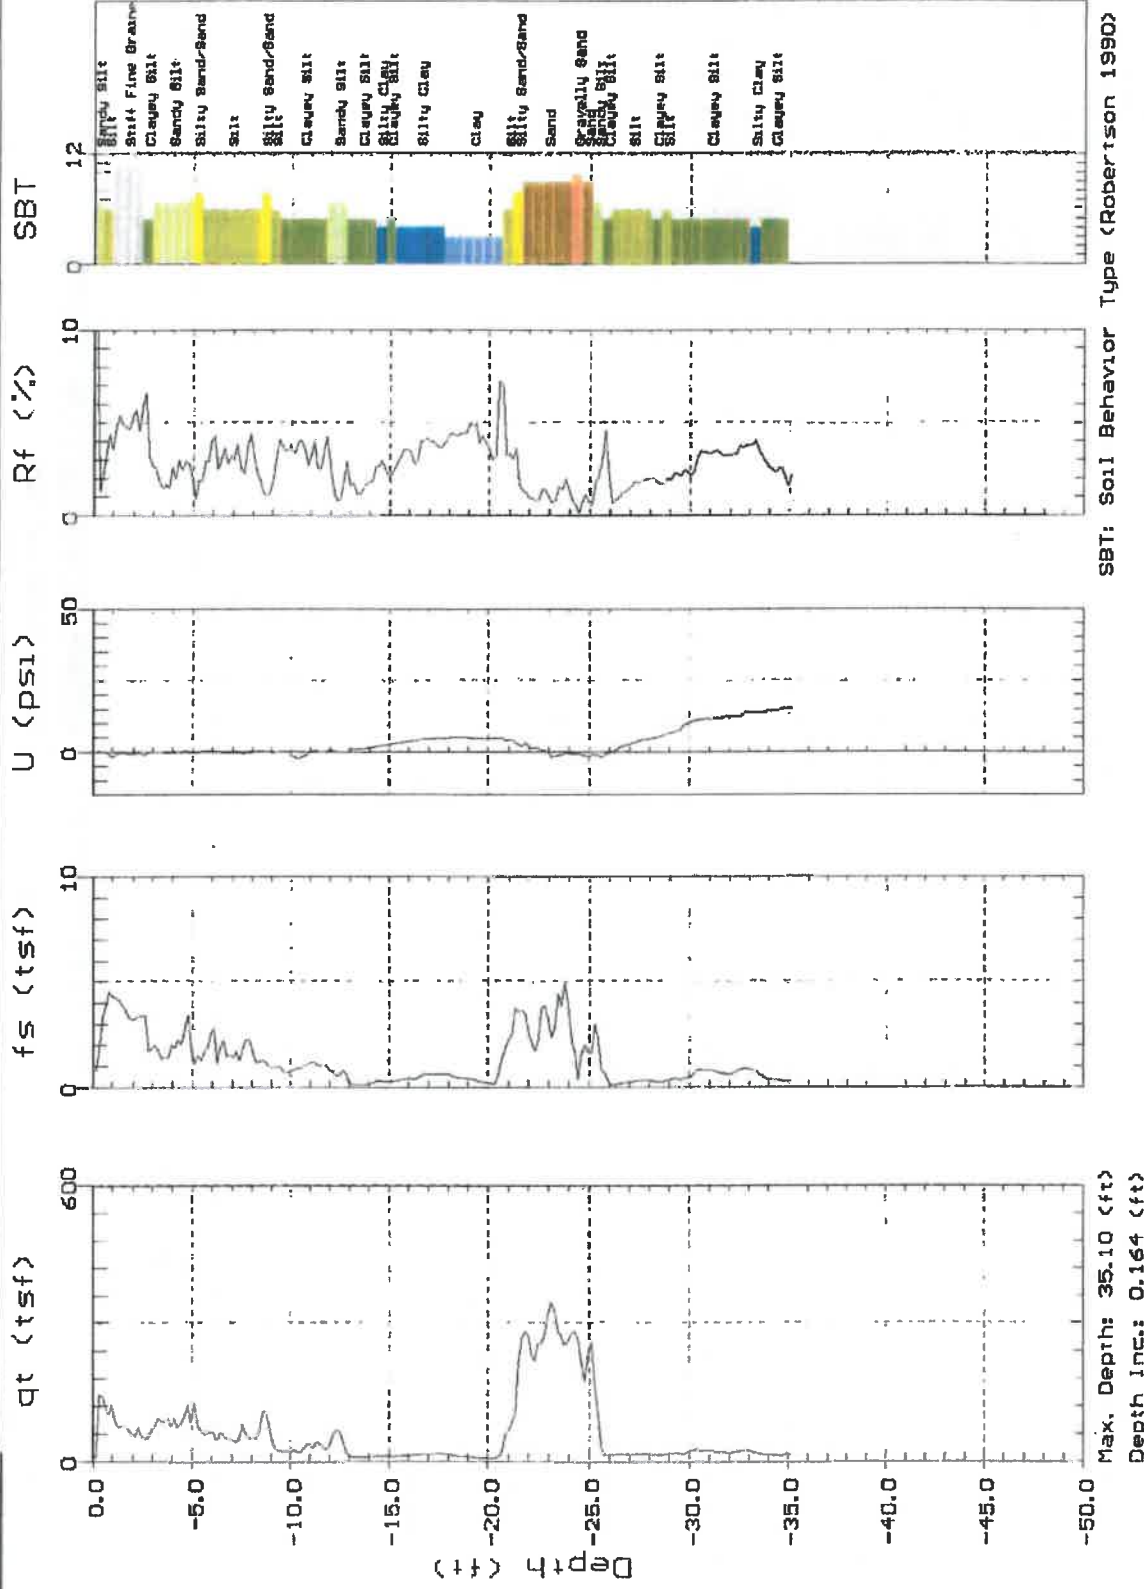 qt (tsf)
fs (tsf)
U (psi)
Rf (%)
SBT
0
600
0
10
0
50
0
10
0
12
Depth (ft)
0.0
-5.0
-10.0
-15.0
-20.0
-25.0
-30.0
-35.0
-40.0
-45.0
-50.0
Sandy Silt
Silt
Stiff Fine Graine
Clayey Silt
Sandy Silt
Silty Sand/Sand
Silt
Silty Sand/Sand
Silt
Clayey Silt
Sandy Silt
Clayey Silt
Silty Clay
Clayey Silt
Silty Clay
Clay
Silt
Silty Sand/Sand
Sand
Gravelly Sand
Sand
Sandy Silt
Clayey Silt
Silt
Clayey Silt
Silt
Clayey Silt
Silty Clay
Clayey Silt
Max. Depth: 35.10 (ft)
Depth Inc.: 0.164 (ft)
SBT: Soil Behavior Type (Robertson 1990)